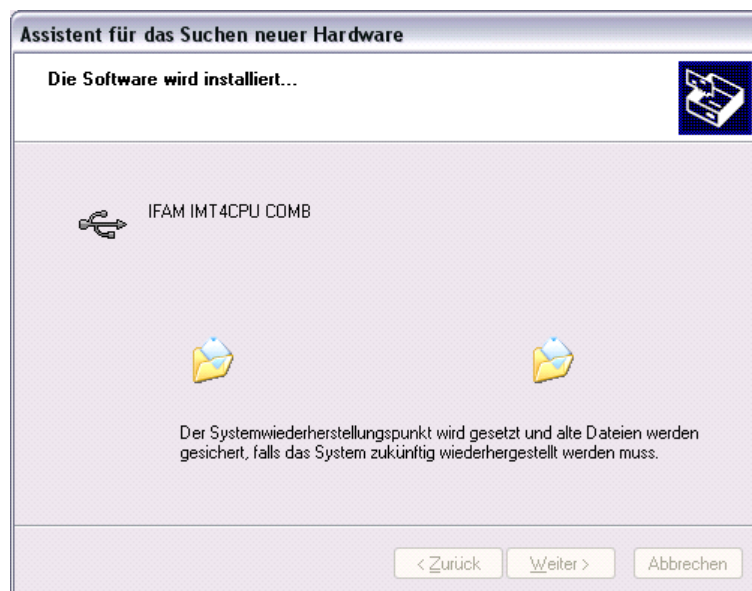 Assistent für das Suchen neuer Hardware
Die Software wird installiert...
IFAM IMT4CPU COMB
Der Systemwiederherstellungspunkt wird gesetzt und alte Dateien werden
gesichert, falls das System zukünftig wiederhergestellt werden muss.
< Zurück Weiter > Abbrechen